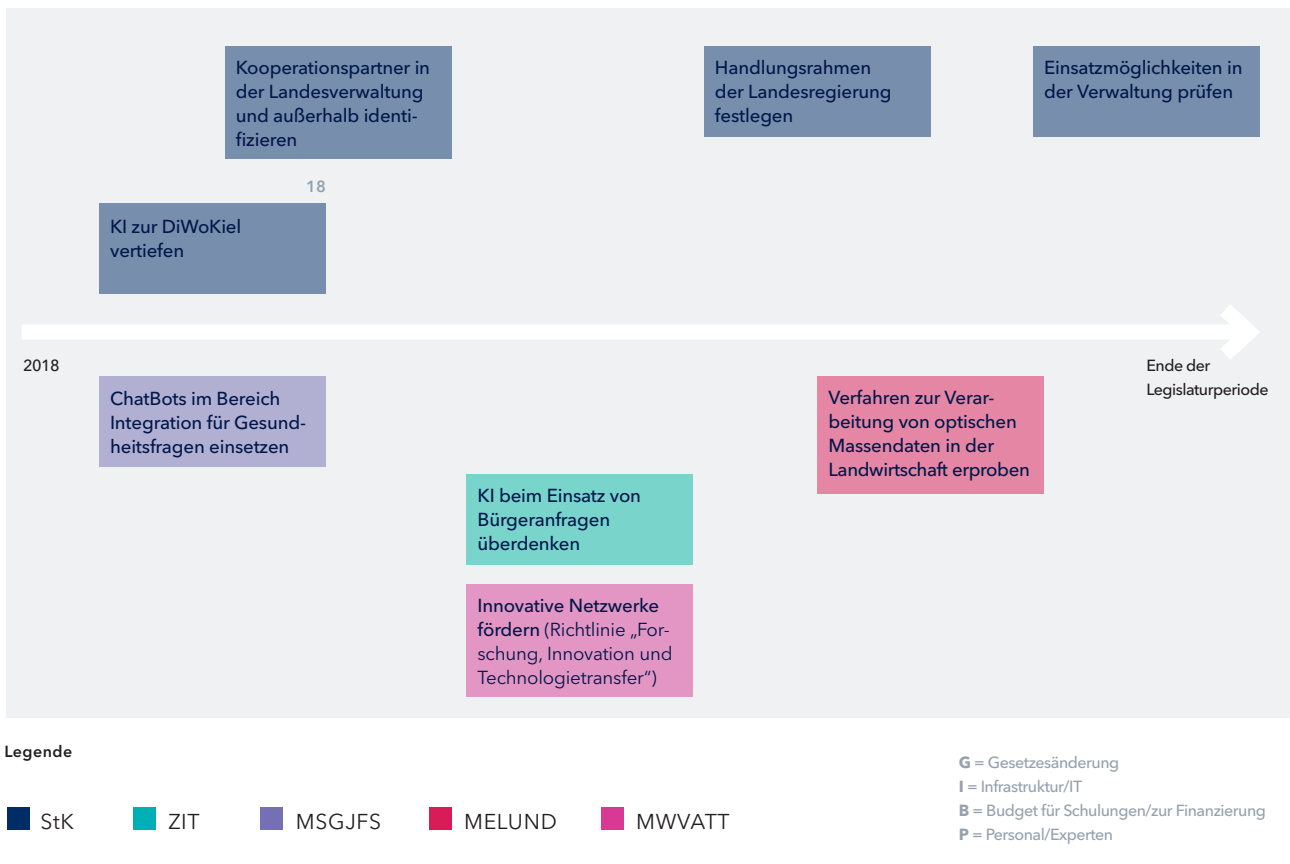 Kooperationspartner in
der Landesverwaltung
und außerhalb identi-
fizieren
Handlungsrahmen
der Landesregierung
festlegen
Einsatzmöglichkeiten in
der Verwaltung prüfen
18
KI zur DiWoKiel
vertiefen
2018
Ende der
Legislaturperiode
ChatBots im Bereich
Integration für Gesund-
heitsfragen einsetzen
Verfahren zur Verar-
beitung von optischen
Massendaten in der
Landwirtschaft erproben
KI beim Einsatz von
Bürgeranfragen
überdenken
Innovative Netzwerke
fördern (Richtlinie „For-
schung, Innovation und
Technologietransfer“)
Legende
StK
ZIT
MSGJFS
MELUND
MWVATT
G = Gesetzesänderung
I = Infrastruktur/IT
B = Budget für Schulungen/zur Finanzierung
P = Personal/Experten